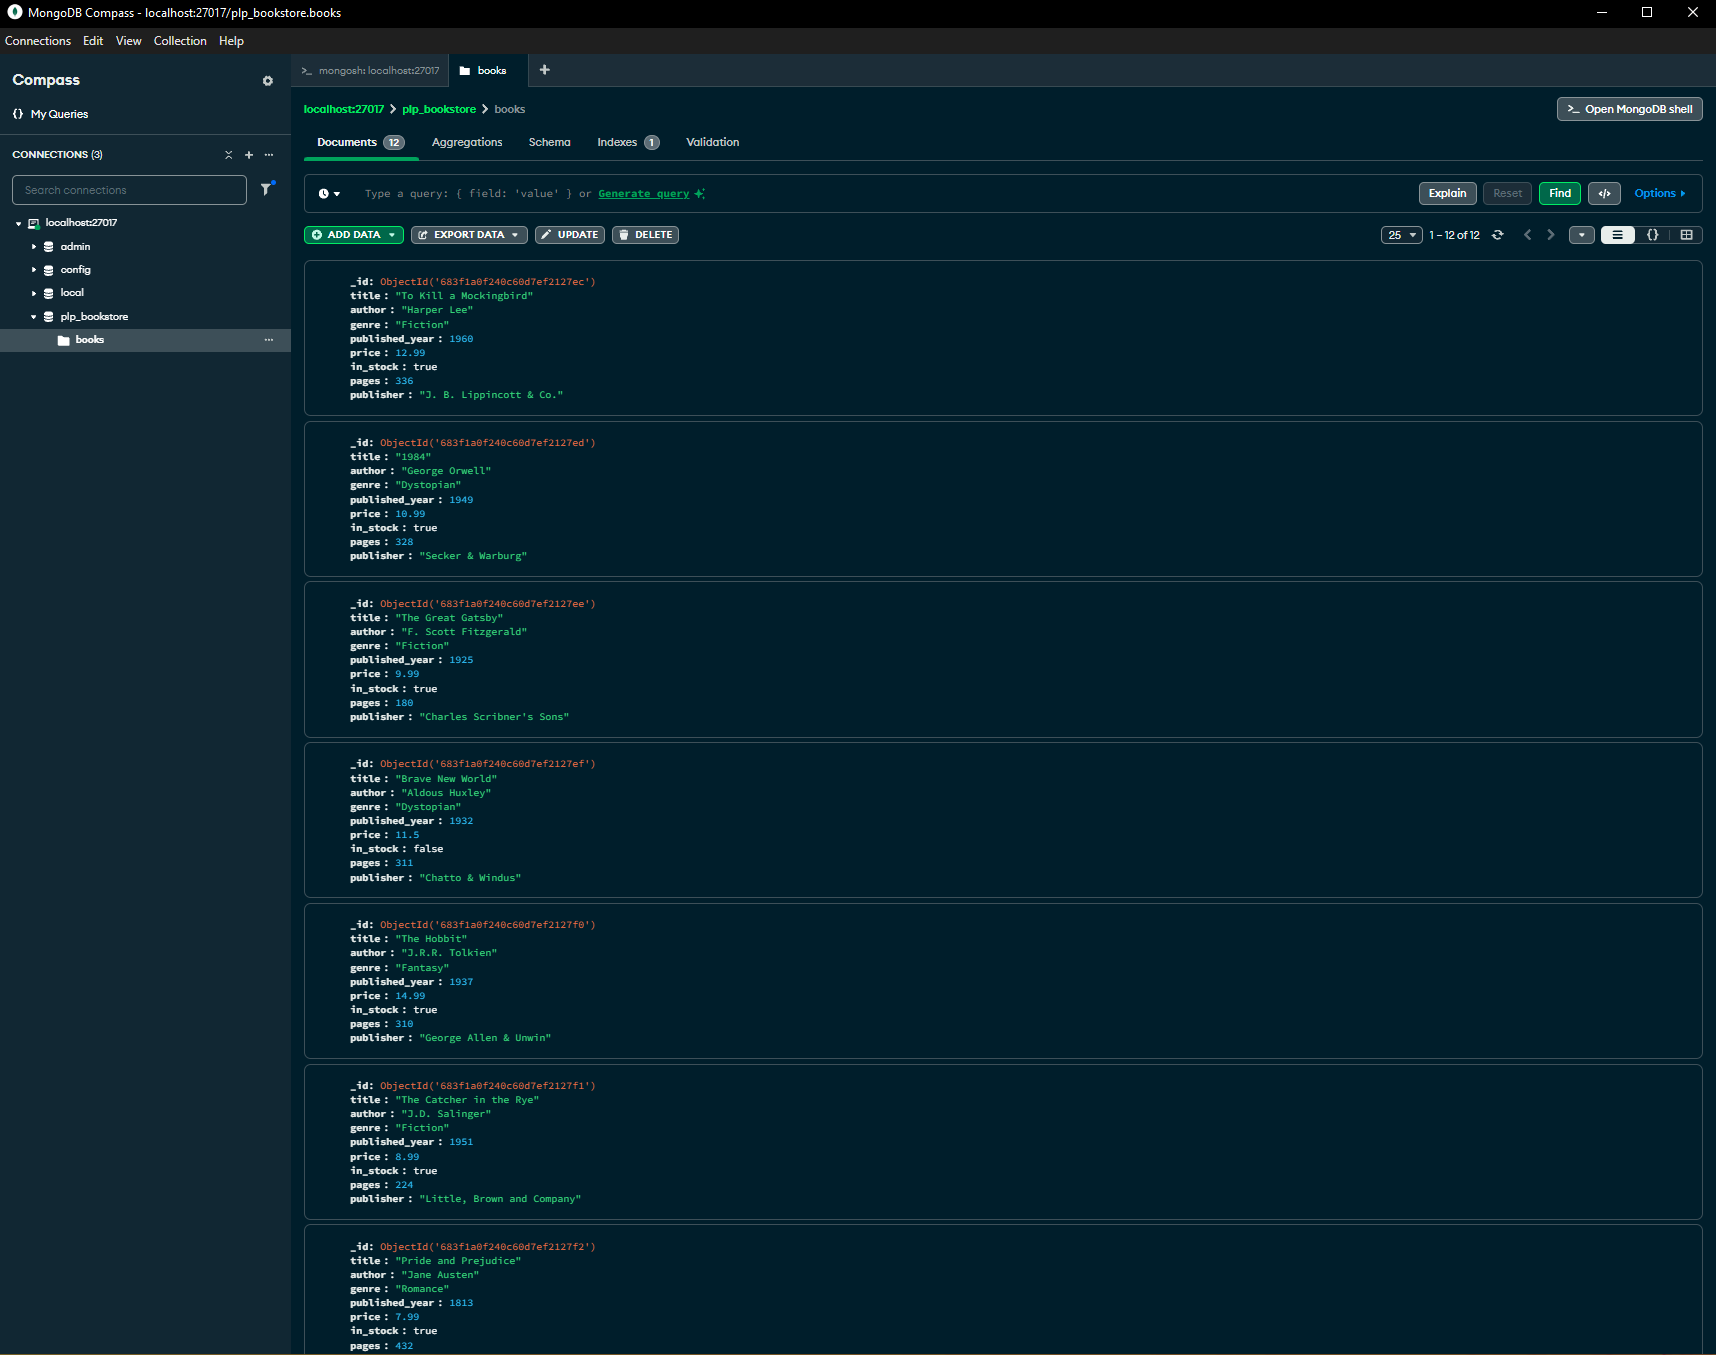 MongoDB Compass - localhost:27017/plp_bookstore.books
Connections Edit View Collection Help
Compass
{} My Queries
CONNECTIONS (3)
Search connections
localhost:27017
admin
config
local
plp_bookstore
books
>_ mongosh: localhost:27017
books
localhost:27017 > plp_bookstore > books
>_ Open MongoDB shell
Documents 12 Aggregations Schema Indexes 1 Validation
Type a query: { field: 'value' } or Generate query
Explain Reset Find </> Options
ADD DATA EXPORT DATA UPDATE DELETE
25 1 – 12 of 12 {}
_id: ObjectId('683f1a0f240c60d7ef2127ec')
title : "To Kill a Mockingbird"
author : "Harper Lee"
genre : "Fiction"
published_year : 1960
price : 12.99
in_stock : true
pages : 336
publisher : "J. B. Lippincott & Co."
_id: ObjectId('683f1a0f240c60d7ef2127ed')
title : "1984"
author : "George Orwell"
genre : "Dystopian"
published_year : 1949
price : 10.99
in_stock : true
pages : 328
publisher : "Secker & Warburg"
_id: ObjectId('683f1a0f240c60d7ef2127ee')
title : "The Great Gatsby"
author : "F. Scott Fitzgerald"
genre : "Fiction"
published_year : 1925
price : 9.99
in_stock : true
pages : 180
publisher : "Charles Scribner's Sons"
_id: ObjectId('683f1a0f240c60d7ef2127ef')
title : "Brave New World"
author : "Aldous Huxley"
genre : "Dystopian"
published_year : 1932
price : 11.5
in_stock : false
pages : 311
publisher : "Chatto & Windus"
_id: ObjectId('683f1a0f240c60d7ef2127f0')
title : "The Hobbit"
author : "J.R.R. Tolkien"
genre : "Fantasy"
published_year : 1937
price : 14.99
in_stock : true
pages : 310
publisher : "George Allen & Unwin"
_id: ObjectId('683f1a0f240c60d7ef2127f1')
title : "The Catcher in the Rye"
author : "J.D. Salinger"
genre : "Fiction"
published_year : 1951
price : 8.99
in_stock : true
pages : 224
publisher : "Little, Brown and Company"
_id: ObjectId('683f1a0f240c60d7ef2127f2')
title : "Pride and Prejudice"
author : "Jane Austen"
genre : "Romance"
published_year : 1813
price : 7.99
in_stock : true
pages : 432